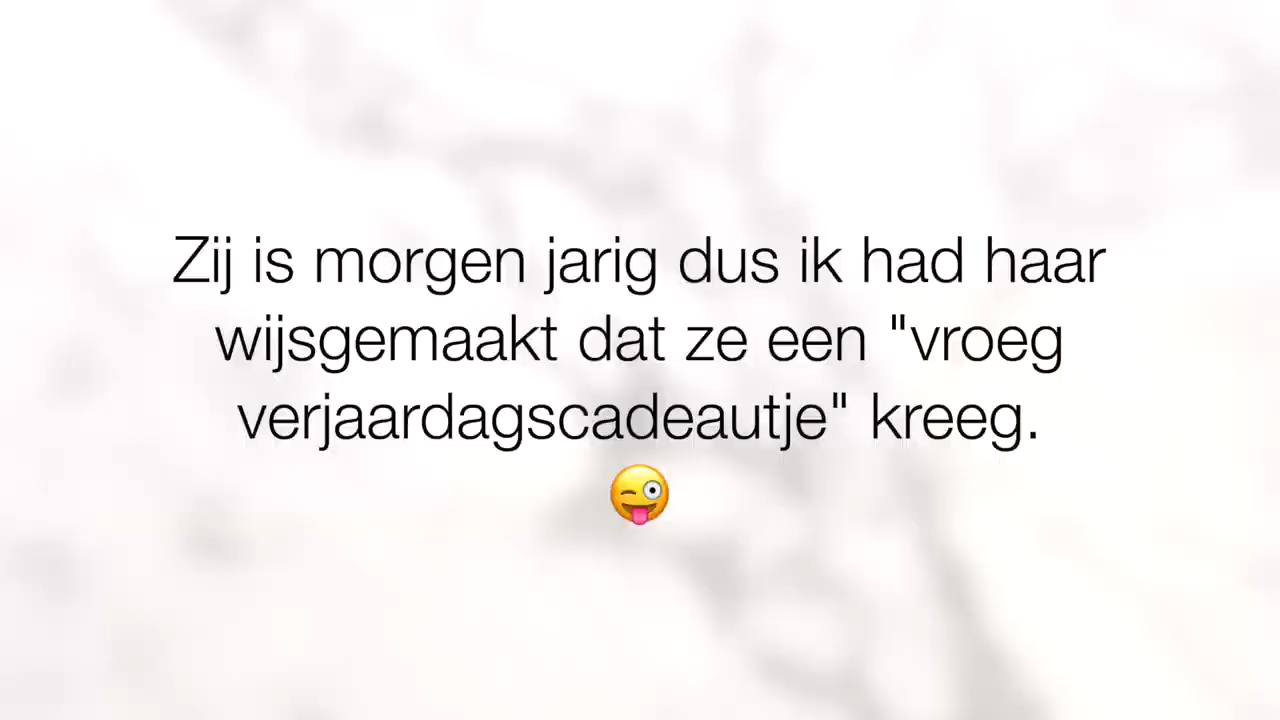 Zij is morgen jarig dus ik had haar
wijsgemaakt dat ze een "vroeg
verjaardagscadeautje" kreeg.
😜